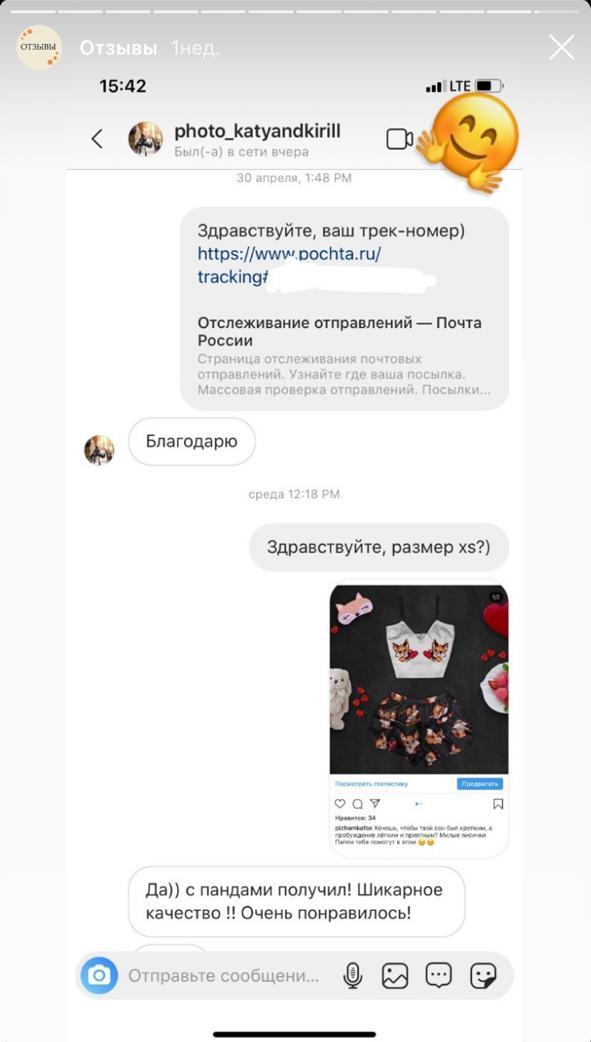 ОТЗЫВЫ
Отзывы 1нед.
15:42
LTE
photo_katyandkirill
Был(-а) в сети вчера
30 апреля, 1:48 PM
Здравствуйте, ваш трек-номер)
https://www.pochta.ru/
tracking#
Отслеживание отправлений — Почта
России
Страница отслеживания почтовых
отправлений. Узнайте где ваша посылка.
Массовая проверка отправлений. Посылки...
Благодарю
среда 12:18 PM
Здравствуйте, размер xs?)
1/2
Посмотреть статистику
Продвигать
Нравится: 34
pizhamkafox Хочешь, чтобы твой сон был крепким, а
пробуждение лёгким и приятным? Милые лисички
Паппи тебе помогут в этом
Да)) с пандами получил! Шикарное
качество !! Очень понравилось!
Отправьте сообщени...